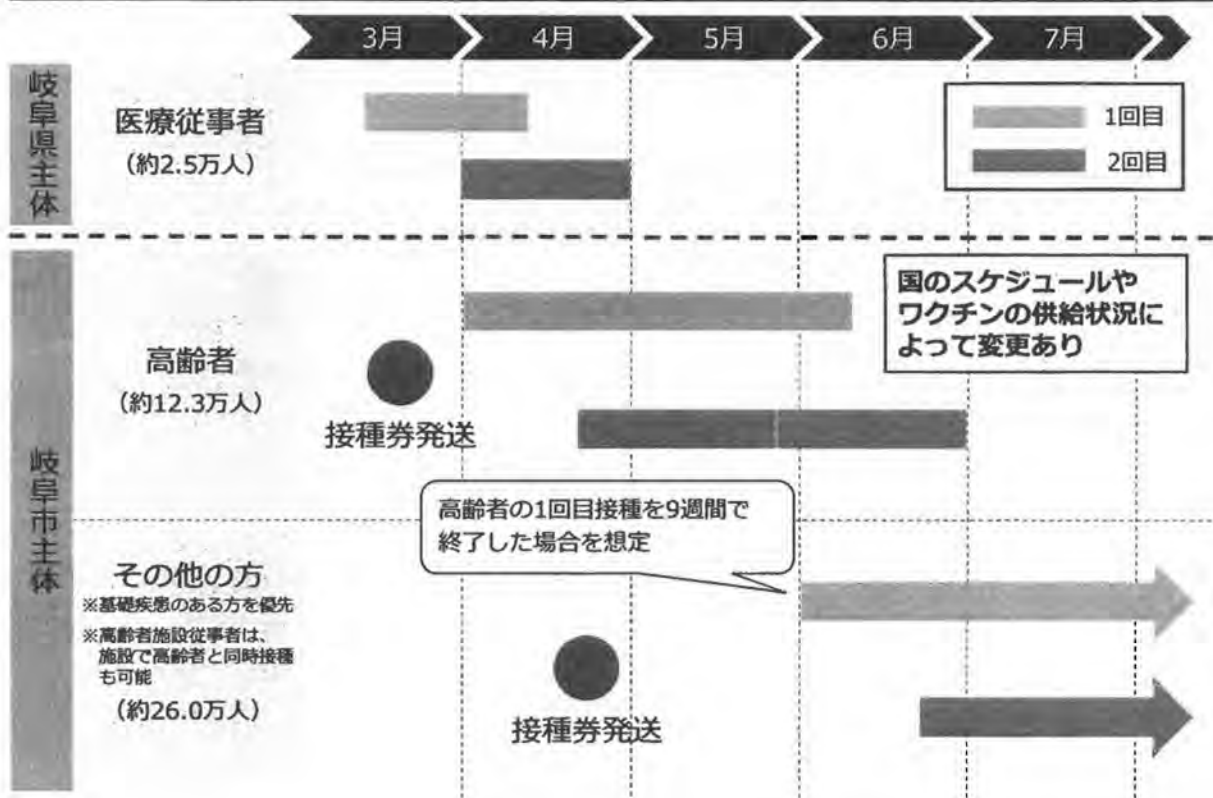 3月
4月
5月
6月
7月
岐阜県主体
医療従事者
（約2.5万人）
1回目
2回目
岐阜市主体
高齢者
（約12.3万人）
接種券発送
国のスケジュールや
ワクチンの供給状況に
よって変更あり
高齢者の1回目接種を9週間で
終了した場合を想定
その他の方
※基礎疾患のある方を優先
※高齢者施設従事者は、
施設で高齢者と同時接種
も可能
（約26.0万人）
接種券発送